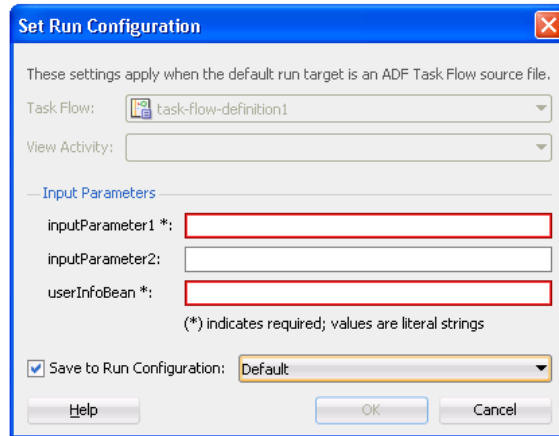 Set Run Configuration
These settings apply when the default run target is an ADF Task Flow source file.
Task Flow: task-flow-definition1
View Activity:
Input Parameters
inputParameter1 *:
inputParameter2:
userInfoBean *:
(*) indicates required; values are literal strings
Save to Run Configuration: Default
Help OK Cancel